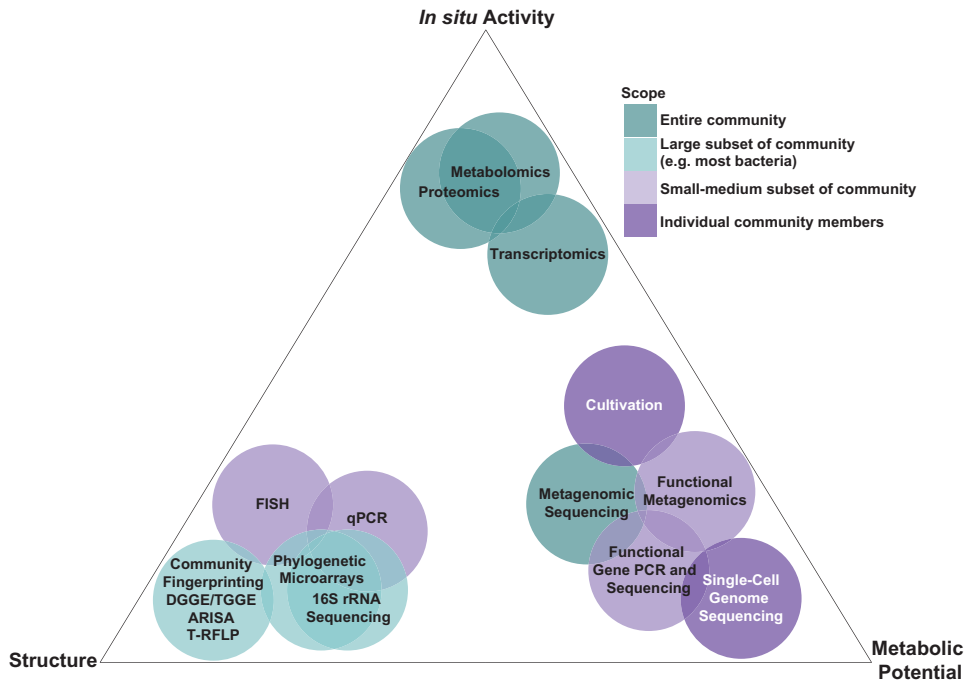 In situ Activity
Scope
Entire community
Large subset of community
(e.g. most bacteria)
Small-medium subset of community
Individual community members
Metabolomics
Proteomics
Transcriptomics
Cultivation
Metagenomic
Sequencing
Functional
Metagenomics
Functional
Gene PCR and
Sequencing
Single-Cell
Genome
Sequencing
FISH
qPCR
Community
Fingerprinting
DGGE/TGGE
ARISA
T-RFLP
Phylogenetic
Microarrays
16S rRNA
Sequencing
Structure
Metabolic
Potential